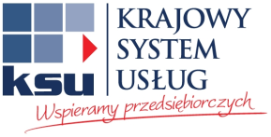 ksu
KRAJOWY
SYSTEM
USŁUG
Wspieramy przedsiębiorczych